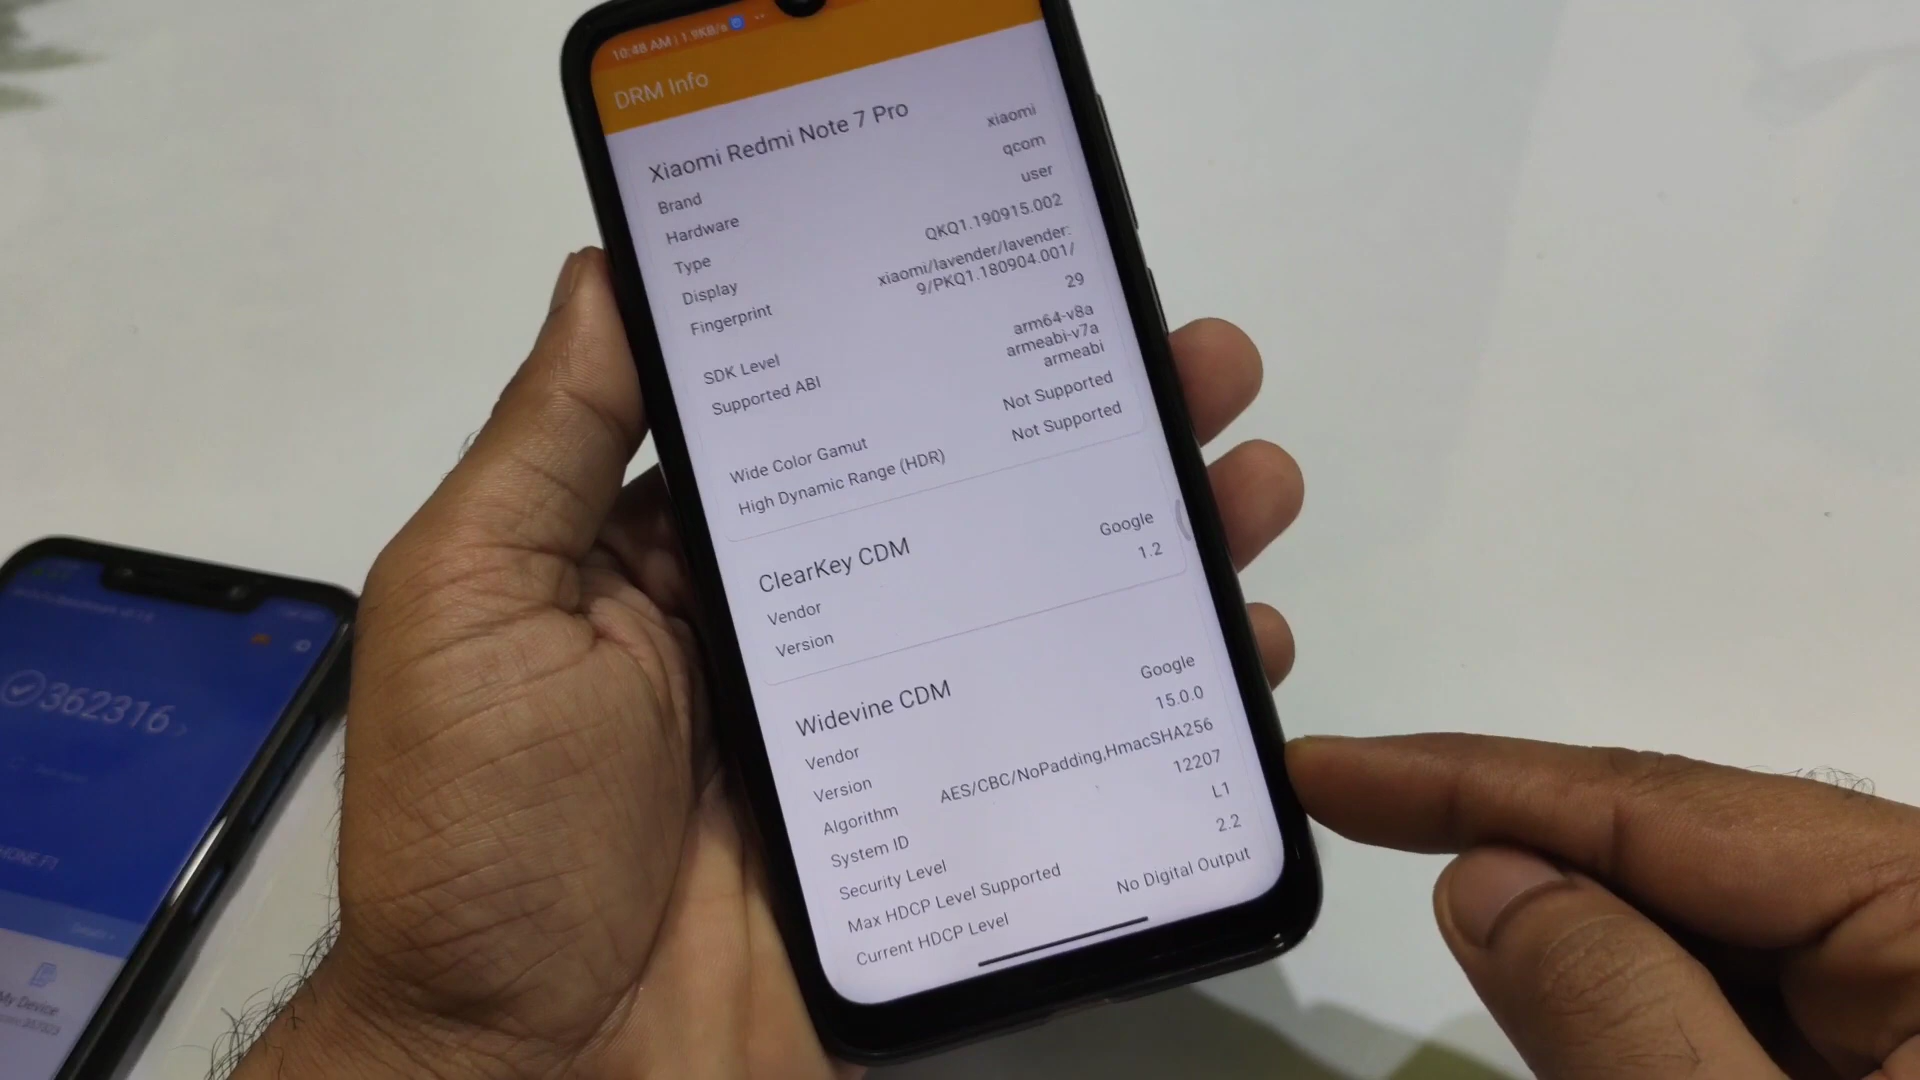 10:48 AM | 1.9KB/s
DRM Info
Xiaomi Redmi Note 7 Pro
Brand xiaomi
Hardware qcom
Type user
Display QKQ1.190915.002
Fingerprint xiaomi/lavender/lavender:
9/PKQ1.180904.001/
SDK Level 29
Supported ABI arm64-v8a
armeabi-v7a
armeabi
Wide Color Gamut Not Supported
High Dynamic Range (HDR) Not Supported
ClearKey CDM
Vendor Google
Version 1.2
Widevine CDM
Vendor Google
Version 15.0.0
Algorithm AES/CBC/NoPadding,HmacSHA256
System ID 12207
Security Level L1
Max HDCP Level Supported 2.2
Current HDCP Level No Digital Output
362316
My Device